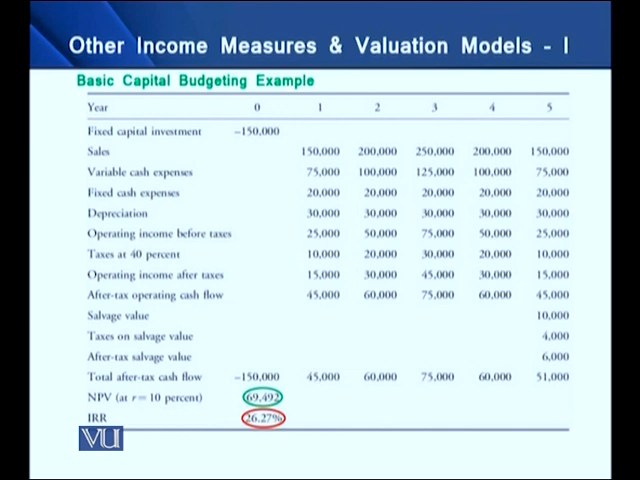 Other Income Measures & Valuation Models - I
Basic Capital Budgeting Example
Year 0 1 2 3 4 5
Fixed capital investment –150,000
Sales 150,000 200,000 250,000 200,000 150,000
Variable cash expenses 75,000 100,000 125,000 100,000 75,000
Fixed cash expenses 20,000 20,000 20,000 20,000 20,000
Depreciation 30,000 30,000 30,000 30,000 30,000
Operating income before taxes 25,000 50,000 75,000 50,000 25,000
Taxes at 40 percent 10,000 20,000 30,000 20,000 10,000
Operating income after taxes 15,000 30,000 45,000 30,000 15,000
After-tax operating cash flow 45,000 60,000 75,000 60,000 45,000
Salvage value 10,000
Taxes on salvage value 4,000
After-tax salvage value 6,000
Total after-tax cash flow –150,000 45,000 60,000 75,000 60,000 51,000
NPV (at r = 10 percent) 69,492
IRR 26.27%
VU